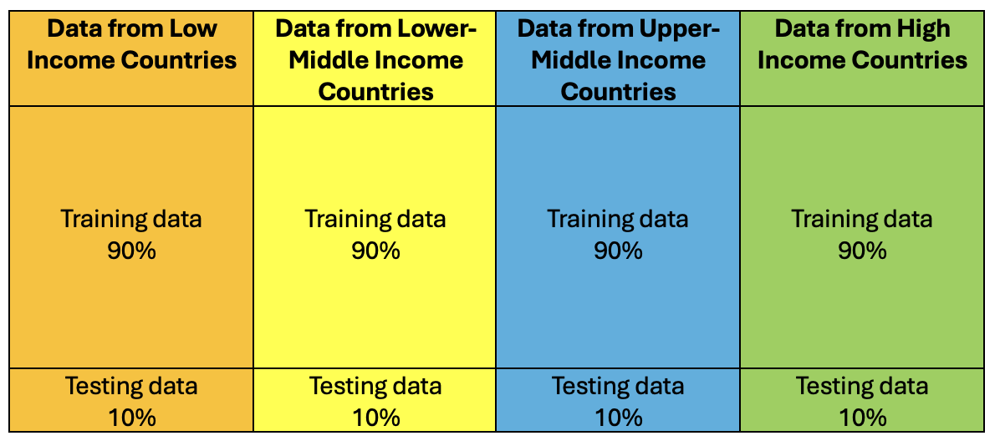 Data from Low
Income Countries
Data from Lower-
Middle Income
Countries
Data from Upper-
Middle Income
Countries
Data from High
Income Countries
Training data
90%
Training data
90%
Training data
90%
Training data
90%
Testing data
10%
Testing data
10%
Testing data
10%
Testing data
10%